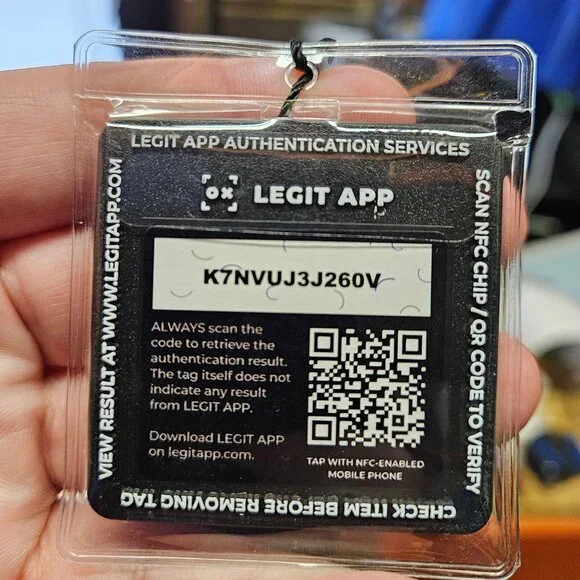 LEGIT APP AUTHENTICATION SERVICES
LEGIT APP
K7NVUJ3J260V
ALWAYS scan the
code to retrieve the
authentication result.
The tag itself does not
indicate any result
from LEGIT APP.
Download LEGIT APP
on legitapp.com.
TAP WITH NFC-ENABLED
MOBILE PHONE
SCAN NFC CHIP / QR CODE TO VERIFY
CHECK ITEM BEFORE REMOVING TAG
VIEW RESULT AT WWW.LEGITAPP.COM